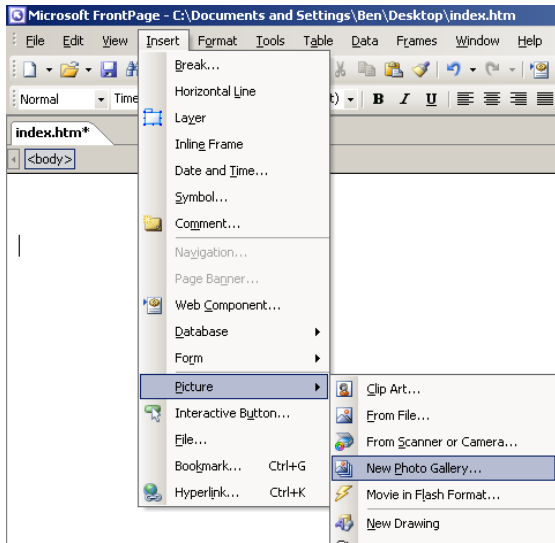 Microsoft FrontPage - C:\Documents and Settings\Ben\Desktop\index.htm
File Edit View Insert Format Tools Table Data Frames Window Help
Normal Time t) B I U
index.htm*
<body>
Break...
Horizontal Line
Layer
Inline Frame
Date and Time...
Symbol...
Comment...
Navigation...
Page Banner...
Web Component...
Database
Form
Picture
Interactive Button...
File...
Bookmark... Ctrl+G
Hyperlink... Ctrl+K
Clip Art...
From File...
From Scanner or Camera...
New Photo Gallery...
Movie in Flash Format...
New Drawing